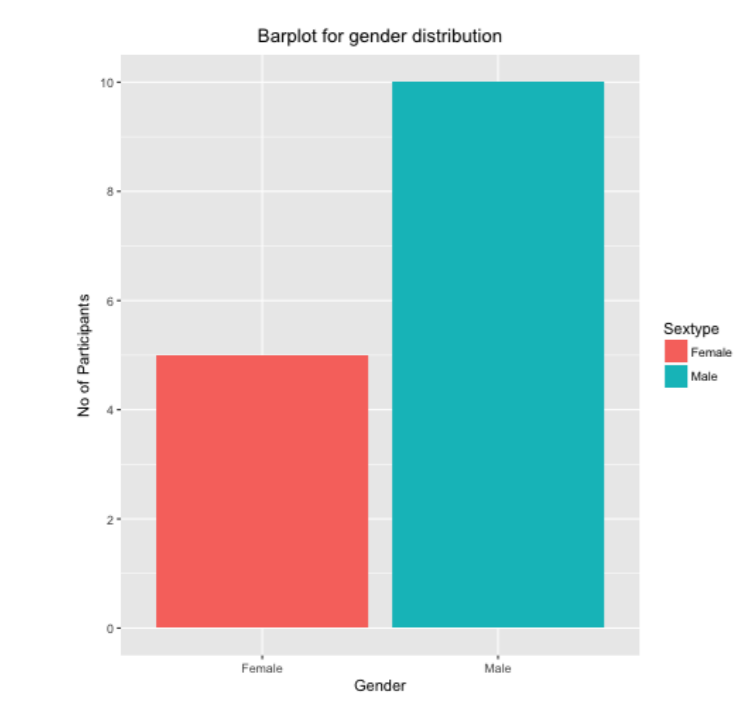 Barplot for gender distribution
10
8
6
4
2
0
No of Participants
Female
Male
Gender
Sextype
Female
Male